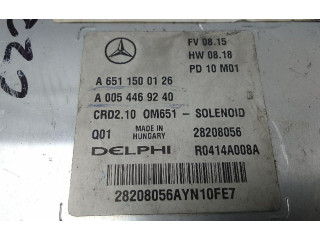 C22
FV 08.15
HW 08.18
PD 10 M01
A 651 150 01 26
A 005 446 92 40
CRD2.10 OM651 - SOLENOID
Q01
MADE IN
HUNGARY
28208056
DELPHI
R0414A008A
28208056AYN10FE7